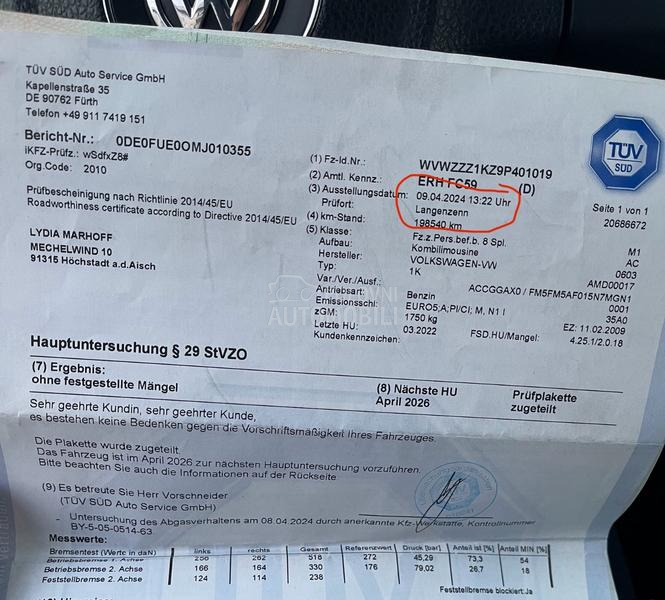 TÜV SÜD Auto Service GmbH
Kapellenstraße 35
DE 90762 Fürth
Telefon +49 911 7419 151
Bericht-Nr.: 0DE0FUE0OMJ010355
iKFZ-Prüfz.: wSdfxZ8#
Org.Code: 2010
Prüfbescheinigung nach Richtlinie 2014/45/EU
Roadworthiness certificate according to Directive 2014/45/EU
LYDIA MARHOFF
MECHELWIND 10
91315 Höchstadt a.d.Aisch
TÜV
SÜD
Seite 1 von 1
20686672
(1) Fz-Id.Nr.: WVWZZZ1KZ9P401019
(2) Amtl. Kennz.: ERH FC59 (D)
(3) Ausstellungsdatum: 09.04.2024 13:22 Uhr
Prüfort: Langenzenn
(4) km-Stand: 198540 km
(5) Klasse: Fz.z.Pers.bef.b. 8 Spl. M1
Aufbau: Kombilimousine AC
Hersteller: VOLKSWAGEN-VW 0603
Typ: 1K AMD00017
Var./Ver./Ausf.: ACCGGAX0 / FM5FM5AF015N7MGN1
Antriebsart: Benzin 0001
Emissionsschl.: EURO5;A;PI/CI; M, N1 I 35A0
zGM: 1750 kg EZ: 11.02.2009
Letzte HU: 03.2022 FSD.HU/Mangel: 4.25.1/2.0.18
Kundenkennzeichen:
AUTOMOBILI
Hauptuntersuchung § 29 StVZO
(7) Ergebnis: (8) Nächste HU Prüfplakette
ohne festgestellte Mängel April 2026 zugeteilt
Sehr geehrte Kundin, sehr geehrter Kunde,
es bestehen keine Bedenken gegen die Vorschriftsmäßigkeit Ihres Fahrzeuges.
Die Plakette wurde zugeteilt.
Das Fahrzeug ist im April 2026 zur nächsten Hauptuntersuchung vorzuführen.
Bitte beachten Sie auch die Informationen auf der Rückseite.
(9) Es betreute Sie Herr Vorschneider
(TÜV SÜD Auto Service GmbH)
- Untersuchung des Abgasverhaltens am 08.04.2024 durch anerkannte Kfz-Werkstatte, Kontrollnummer
BY-5-05-0514-63.
Messwerte:
Bremsentest (Werte in daN) links rechts Gesamt Referenzwert Druck [bar] Anteil ist [%] Anteil MIN [%]
Betriebsbremse 1. Achse 256 262 518 272 45,29 73,3 54
Betriebsbremse 2. Achse 166 164 330 176 79,02 26,7 18
Feststellbremse 2. Achse 124 114 238
Feststellbremse blockiert:Ja